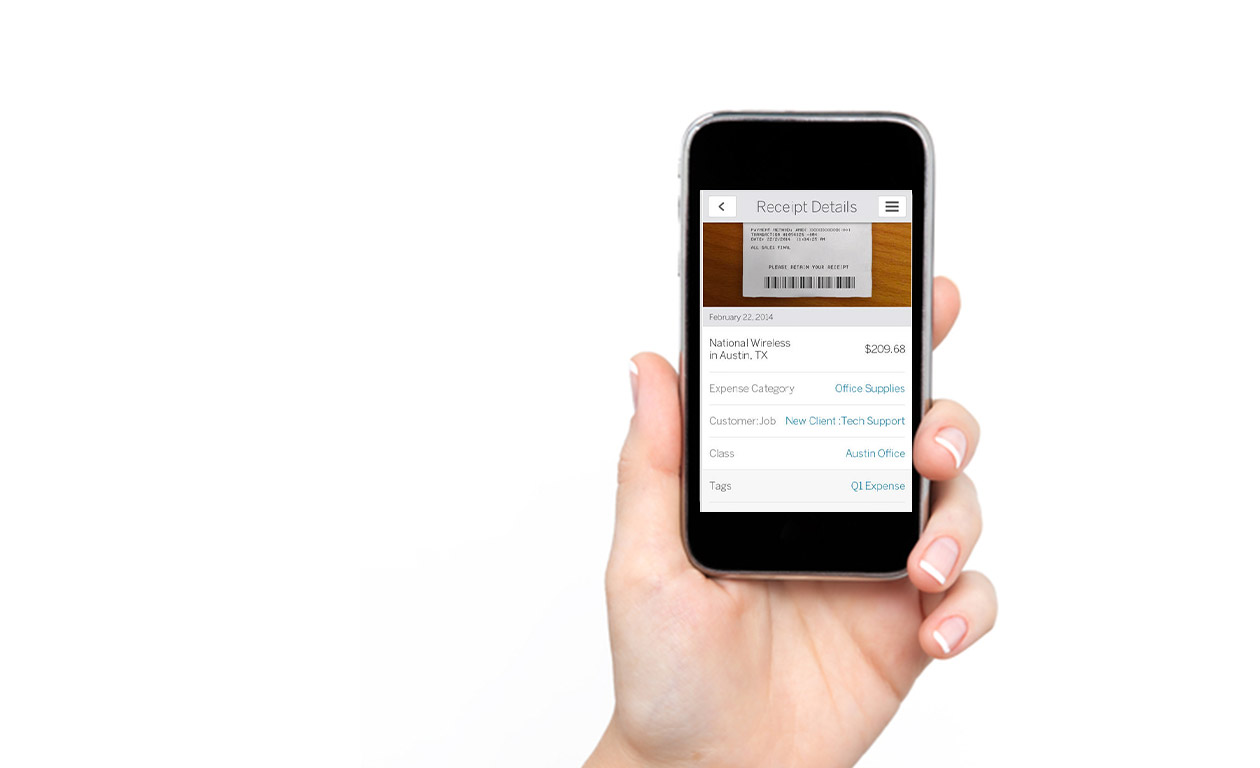 Receipt Details
TRANSACTION
ALL SALES FINAL
PLEASE RETAIN YOUR RECEIPT
February 22, 2014
National Wireless
in Austin, TX
$209.68
Expense Category
Office Supplies
Customer:Job
New Client :Tech Support
Class
Austin Office
Tags
Q1 Expense